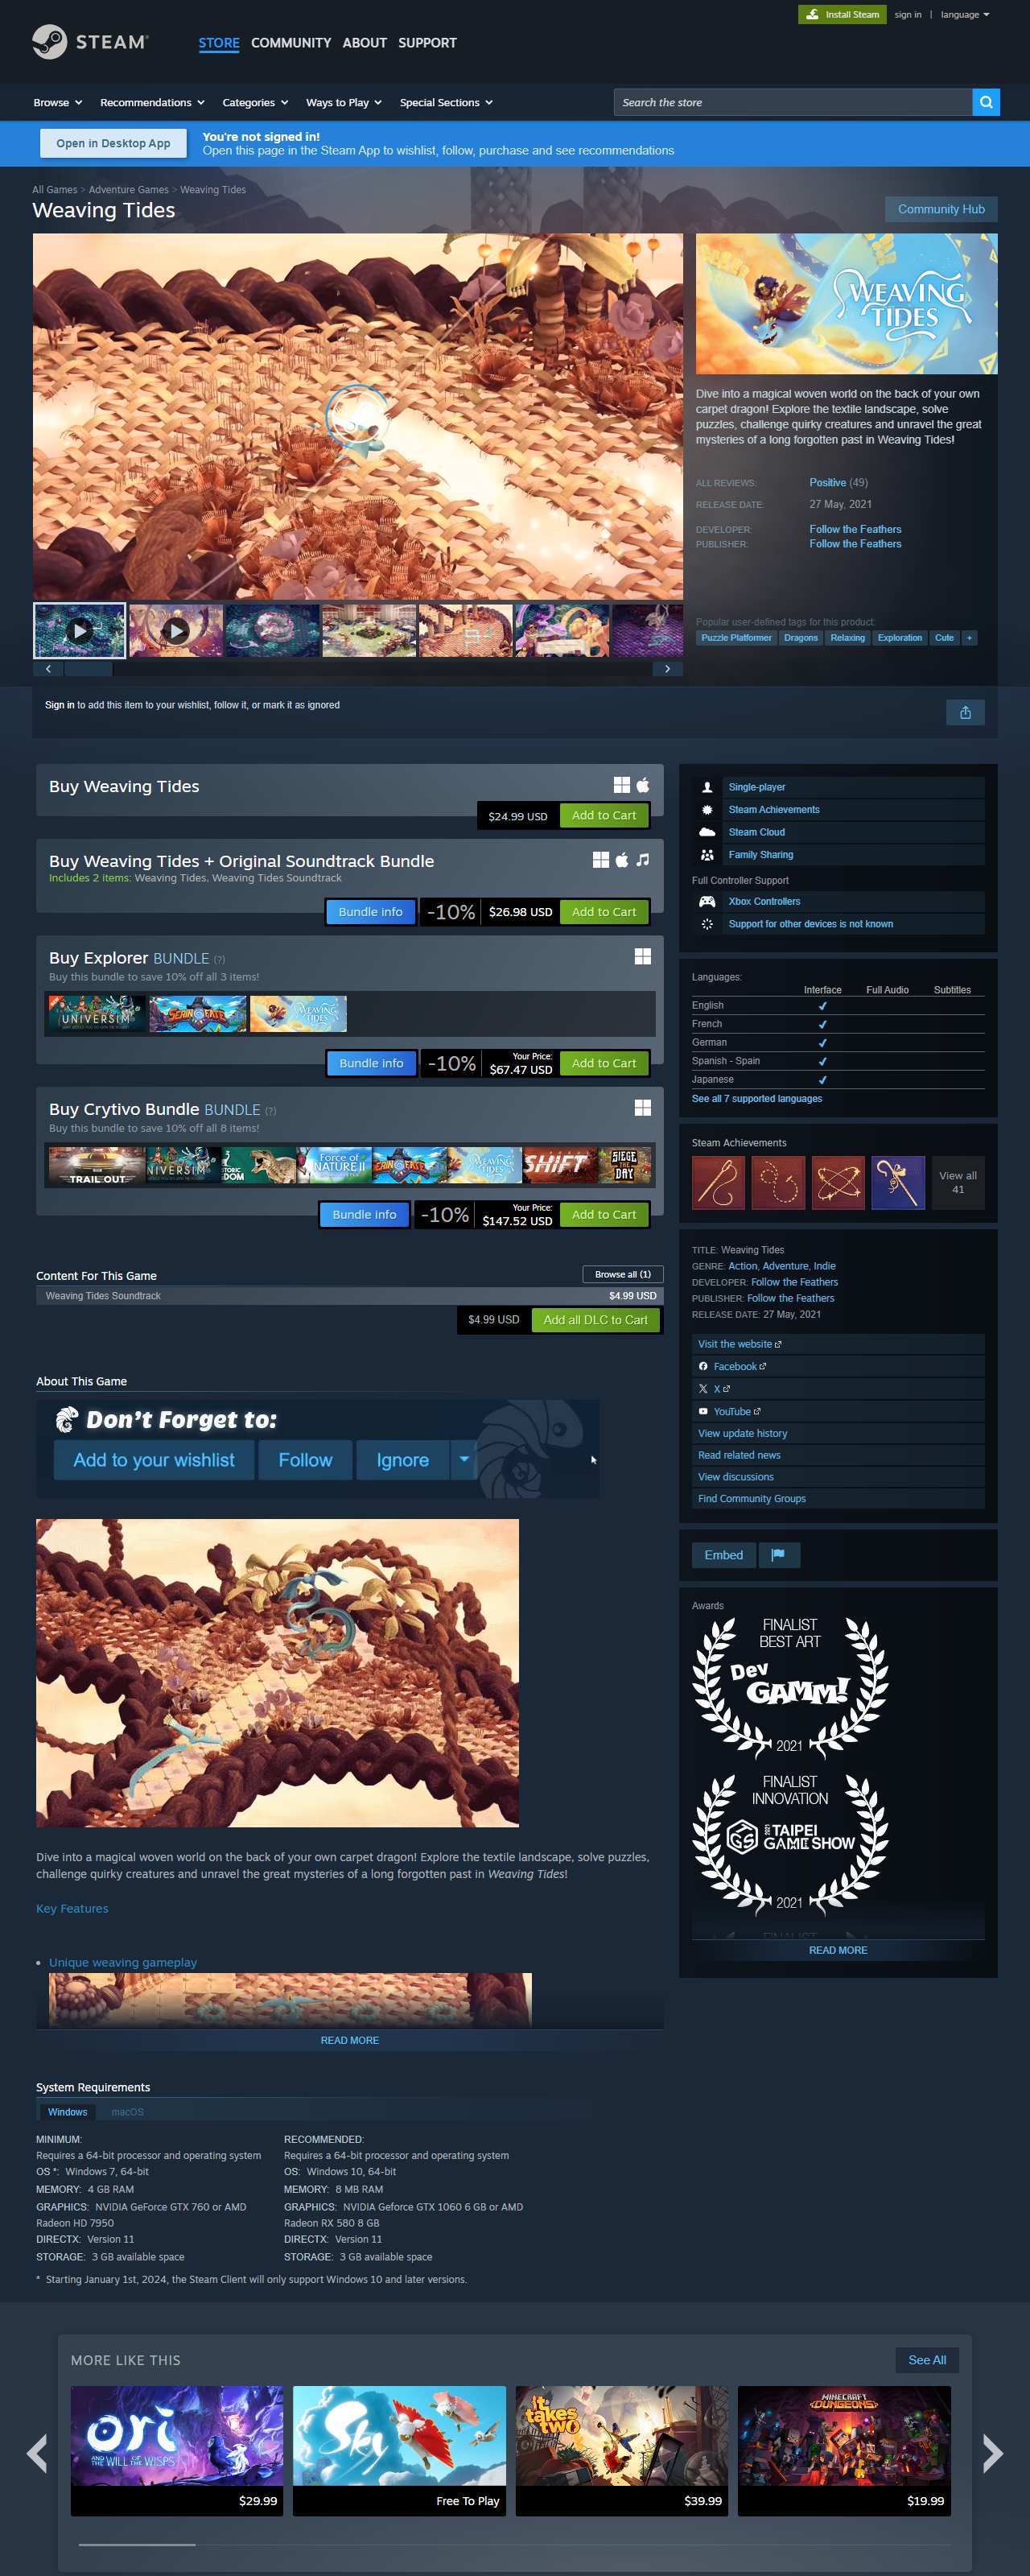 Install Steam
sign in | language
STEAM®
STORE COMMUNITY ABOUT SUPPORT
Browse Recommendations Categories Ways to Play Special Sections
Search the store
Open in Desktop App
You're not signed in!
Open this page in the Steam App to wishlist, follow, purchase and see recommendations
All Games > Adventure Games > Weaving Tides
Weaving Tides
Community Hub
WEAVING
TIDES
Dive into a magical woven world on the back of your own
carpet dragon! Explore the textile landscape, solve
puzzles, challenge quirky creatures and unravel the great
mysteries of a long forgotten past in Weaving Tides!
ALL REVIEWS: Positive (49)
RELEASE DATE: 27 May, 2021
DEVELOPER: Follow the Feathers
PUBLISHER: Follow the Feathers
Popular user-defined tags for this product:
Puzzle Platformer Dragons Relaxing Exploration Cute +
Sign in to add this item to your wishlist, follow it, or mark it as ignored
Buy Weaving Tides
$24.99 USD Add to Cart
Buy Weaving Tides + Original Soundtrack Bundle
Includes 2 items: Weaving Tides, Weaving Tides Soundtrack
Bundle info -10% $26.98 USD Add to Cart
Buy Explorer BUNDLE (?)
Buy this bundle to save 10% off all 3 items!
UNIVERSIM
WEAVING
TIDES
Bundle info -10% Your Price:
$67.47 USD Add to Cart
Buy Crytivo Bundle BUNDLE (?)
Buy this bundle to save 10% off all 8 items!
TRAIL OUT
Force of
NATURE II
WEAVING
TIDES
SHIFT
SIEGE
THE
DAY
Bundle info -10% Your Price:
$147.52 USD Add to Cart
Content For This Game Browse all (1)
Weaving Tides Soundtrack $4.99 USD
$4.99 USD Add all DLC to Cart
About This Game
Don't Forget to:
Add to your wishlist Follow Ignore
Dive into a magical woven world on the back of your own carpet dragon! Explore the textile landscape, solve puzzles,
challenge quirky creatures and unravel the great mysteries of a long forgotten past in Weaving Tides!
Key Features
Unique weaving gameplay
READ MORE
System Requirements
Windows macOS
MINIMUM:
Requires a 64-bit processor and operating system
OS *: Windows 7, 64-bit
MEMORY: 4 GB RAM
GRAPHICS: NVIDIA GeForce GTX 760 or AMD
Radeon HD 7950
DIRECTX: Version 11
STORAGE: 3 GB available space
RECOMMENDED:
Requires a 64-bit processor and operating system
OS: Windows 10, 64-bit
MEMORY: 8 MB RAM
GRAPHICS: NVIDIA Geforce GTX 1060 6 GB or AMD
Radeon RX 580 8 GB
DIRECTX: Version 11
STORAGE: 3 GB available space
* Starting January 1st, 2024, the Steam Client will only support Windows 10 and later versions.
Single-player
Steam Achievements
Steam Cloud
Family Sharing
Full Controller Support
Xbox Controllers
Support for other devices is not known
Languages:
Interface Full Audio Subtitles
English ✔
French ✔
German ✔
Spanish - Spain ✔
Japanese ✔
See all 7 supported languages
Steam Achievements
View all
41
TITLE: Weaving Tides
GENRE: Action, Adventure, Indie
DEVELOPER: Follow the Feathers
PUBLISHER: Follow the Feathers
RELEASE DATE: 27 May, 2021
Visit the website
Facebook
X
YouTube
View update history
Read related news
View discussions
Find Community Groups
Embed
Awards
FINALIST
BEST ART
Dev
GAMM!
2021
FINALIST
INNOVATION
GS 2021 TAIPEI
GAME SHOW
2021
FINALIST
READ MORE
MORE LIKE THIS
See All
ori
AND THE WILL OF THE WISPS
$29.99
Sky
Free To Play
it
takes
two
$39.99
MINECRAFT
DUNGEONS
$19.99